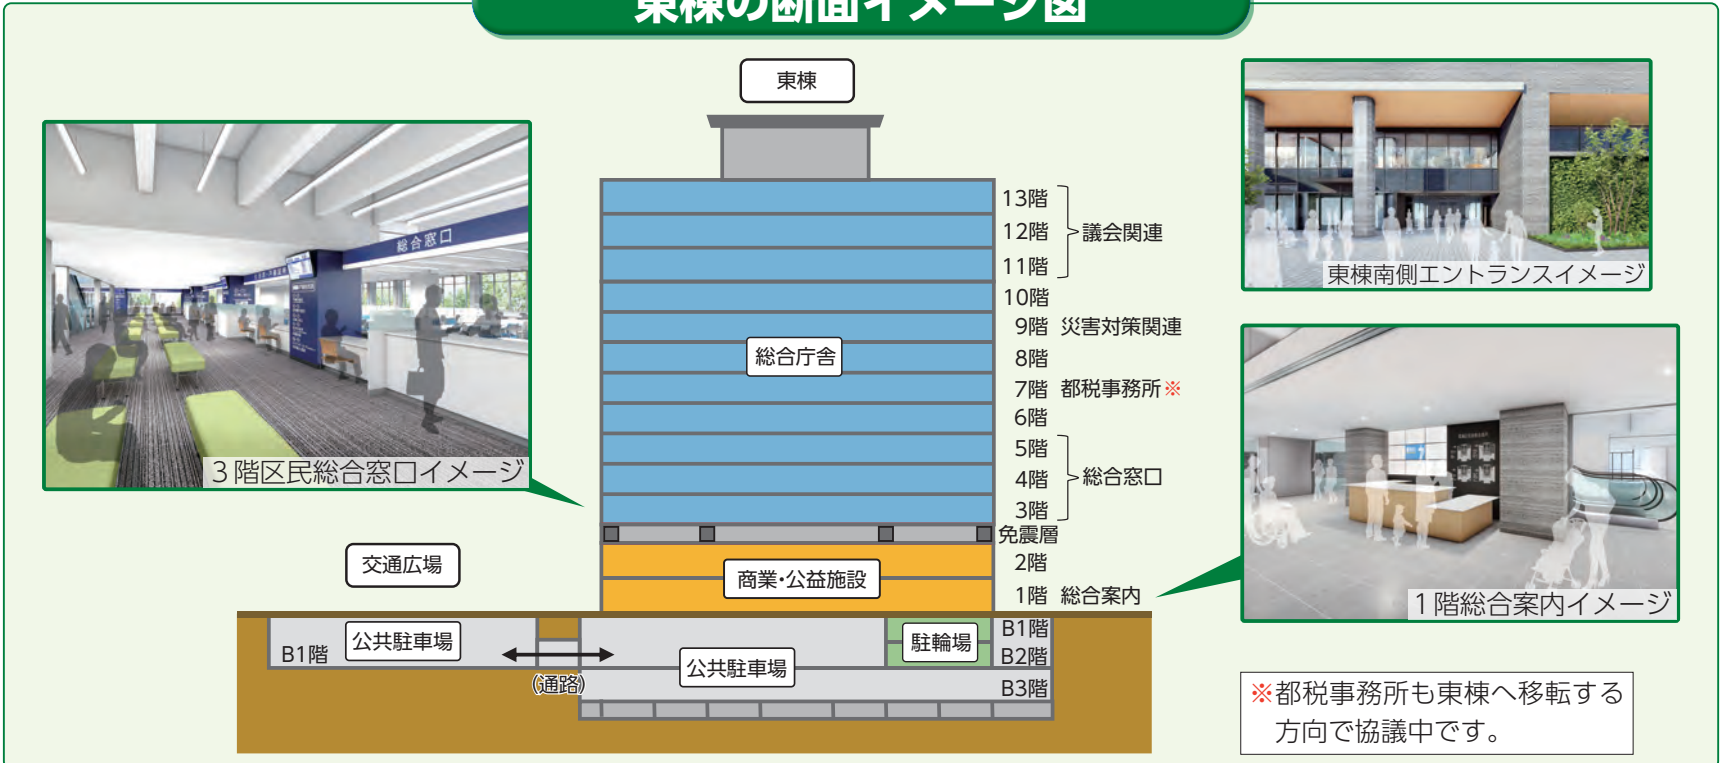 東棟の断面イメージ図
東棟
総合窓口
3階区民総合窓口イメージ
東棟南側エントランスイメージ
13階
12階
11階
議会関連
10階
9階 災害対策関連
8階
総合庁舎
7階 都税事務所※
6階
5階
4階
3階
総合窓口
免震層
2階
商業・公益施設
1階 総合案内
1階総合案内イメージ
交通広場
公共駐車場
B1階
(通路)
公共駐車場
駐輪場
B1階
B2階
B3階
※都税事務所も東棟へ移転する
方向で協議中です。